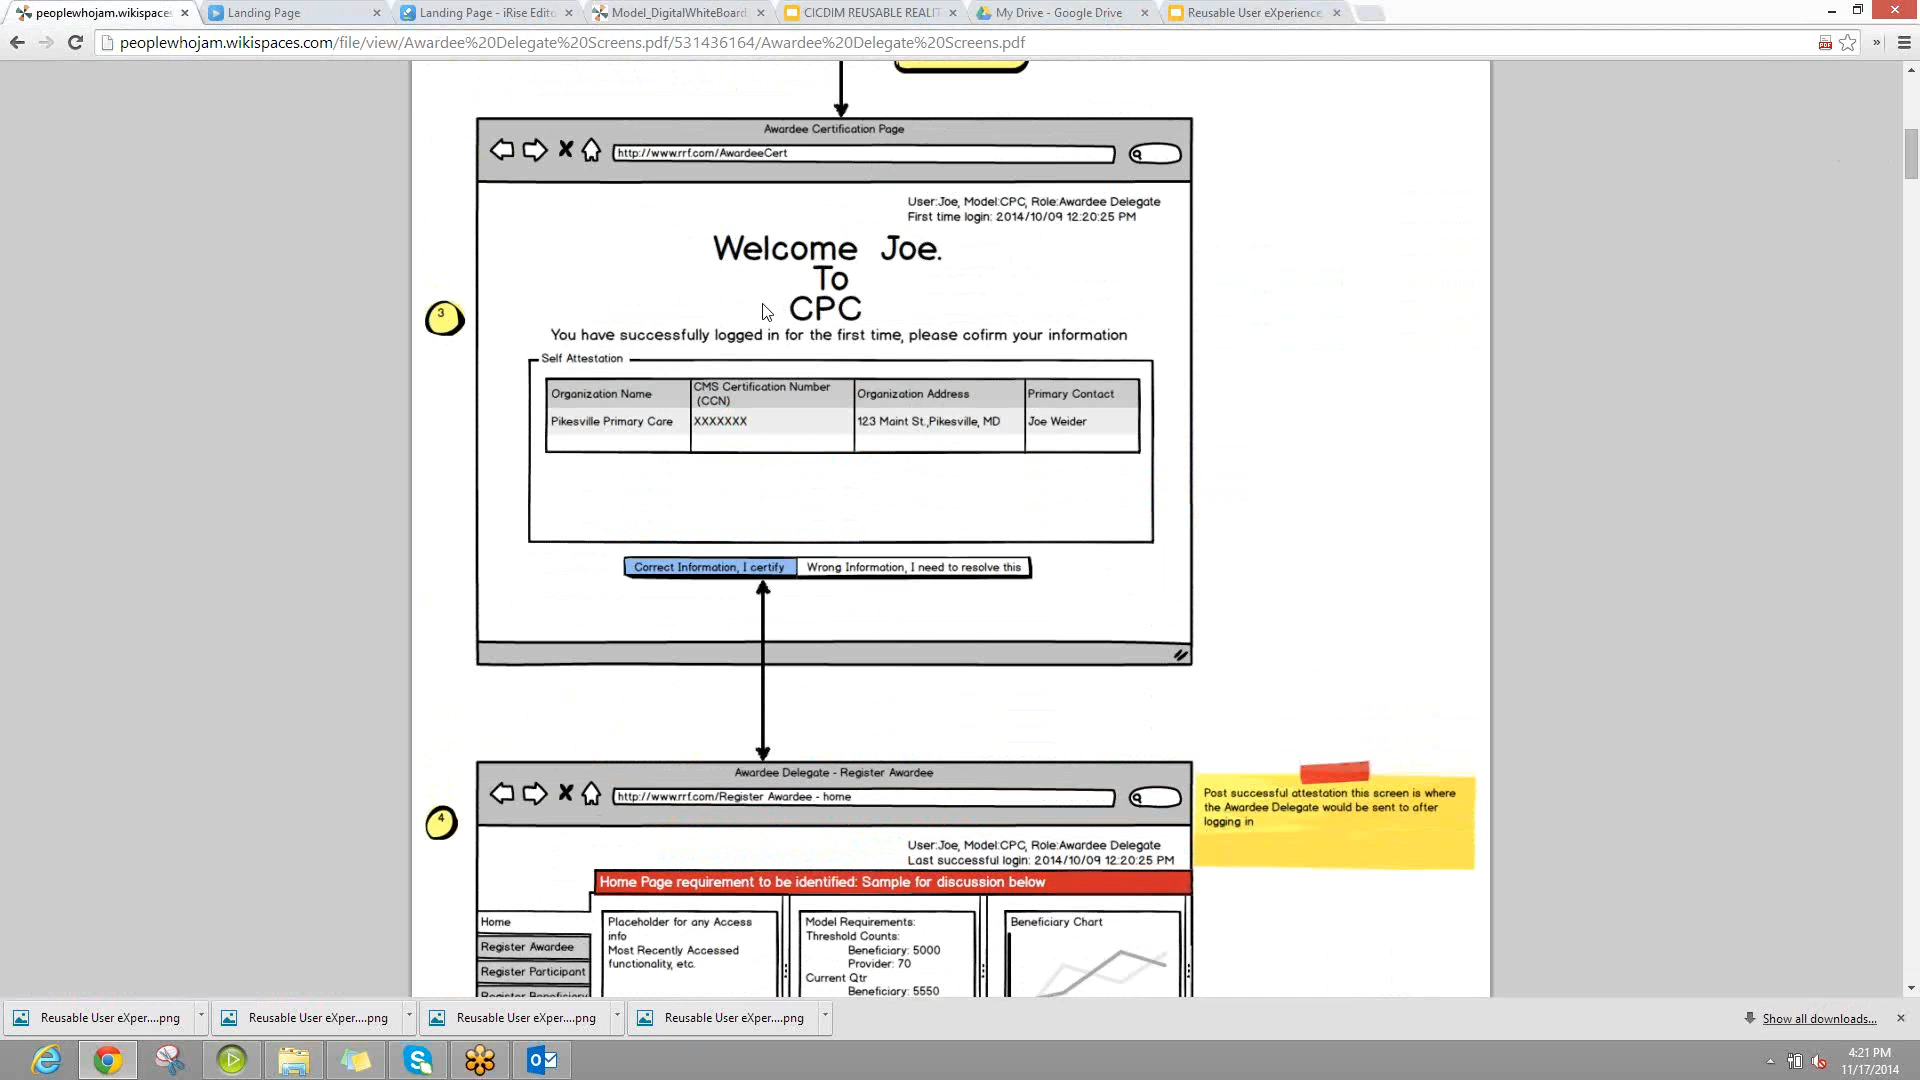 peoplewhojam.wikispaces
Landing Page
Landing Page - iRise Edit
Model_DigitalWhiteBoard
CICDIM REUSABLE REALIT
My Drive - Google Drive
Reusable User eXperience
peoplewhojam.wikispaces.com/file/view/Awardee%20Delegate%20Screens.pdf/531436164/Awardee%20Delegate%20Screens.pdf
Awardee Certification Page
http://www.rrf.com/AwardeeCert
User:Joe, Model:CPC, Role:Awardee Delegate
First time login: 2014/10/09 12:20:25 PM
Welcome Joe.
To
CPC
3
You have successfully logged in for the first time, please cofirm your information
Self Attestation
Organization Name
CMS Certification Number
(CCN)
Organization Address
Primary Contact
Pikesville Primary Care
XXXXXXX
123 Maint St.,Pikesville, MD
Joe Weider
Correct Information, I certify
Wrong Information, I need to resolve this
Awardee Delegate - Register Awardee
http://www.rrf.com/Register Awardee - home
4
Post successful attestation this screen is where
the Awardee Delegate would be sent to after
logging in
User:Joe, Model:CPC, Role:Awardee Delegate
Last successful login: 2014/10/09 12:20:25 PM
Home Page requirement to be identified: Sample for discussion below
Home
Register Awardee
Register Participant
Register Beneficiary
Placeholder for any Access
info
Most Recently Accessed
functionality, etc.
Model Requirements:
Threshold Counts:
Beneficiary: 5000
Provider: 70
Current Qtr
Beneficiary: 5550
Beneficiary Chart
Reusable User eXper....png
Reusable User eXper....png
Reusable User eXper....png
Reusable User eXper....png
Show all downloads...
4:21 PM
11/17/2014